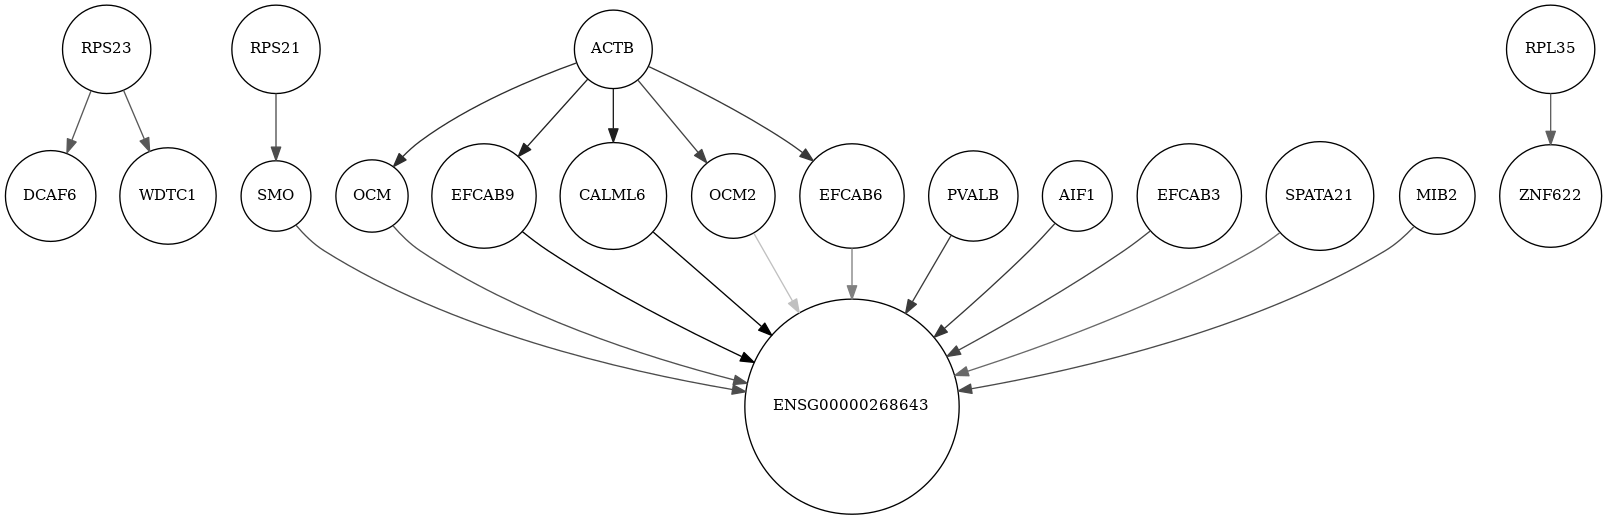 RPS23
RPS21
ACTB
RPL35
DCAF6
WDTC1
SMO
OCM
EFCAB9
CALML6
OCM2
EFCAB6
PVALB
AIF1
EFCAB3
SPATA21
MIB2
ZNF622
ENSG00000268643